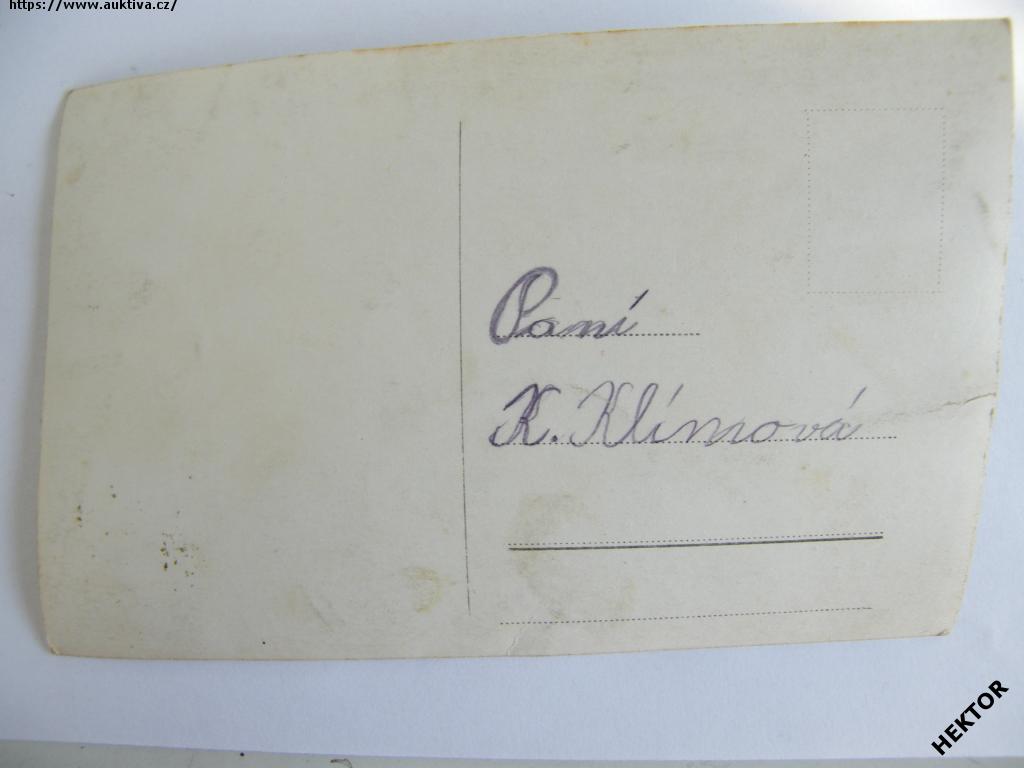 https://www.auktiva.cz/
Paní
K. Klímová
HEKTOR